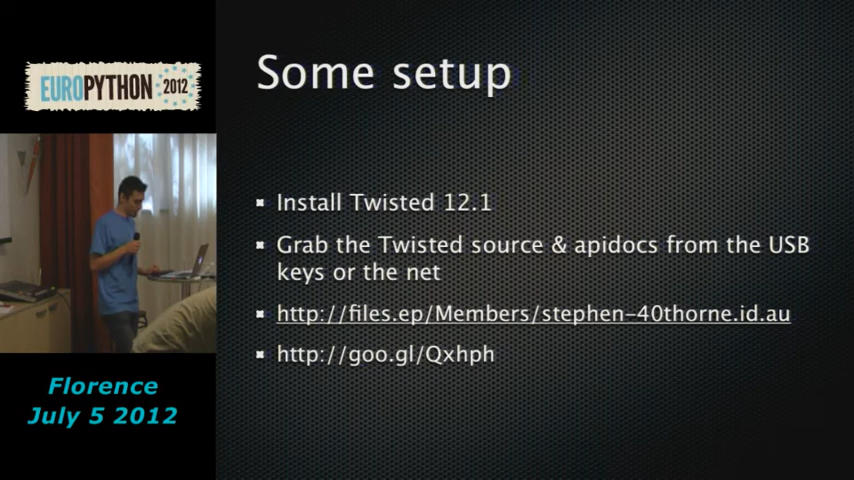 EUROPYTHON 2012
Florence
July 5 2012
Some setup
Install Twisted 12.1
Grab the Twisted source & apidocs from the USB
keys or the net
http://files.ep/Members/stephen-40thorne.id.au
http://goo.gl/Qxhph